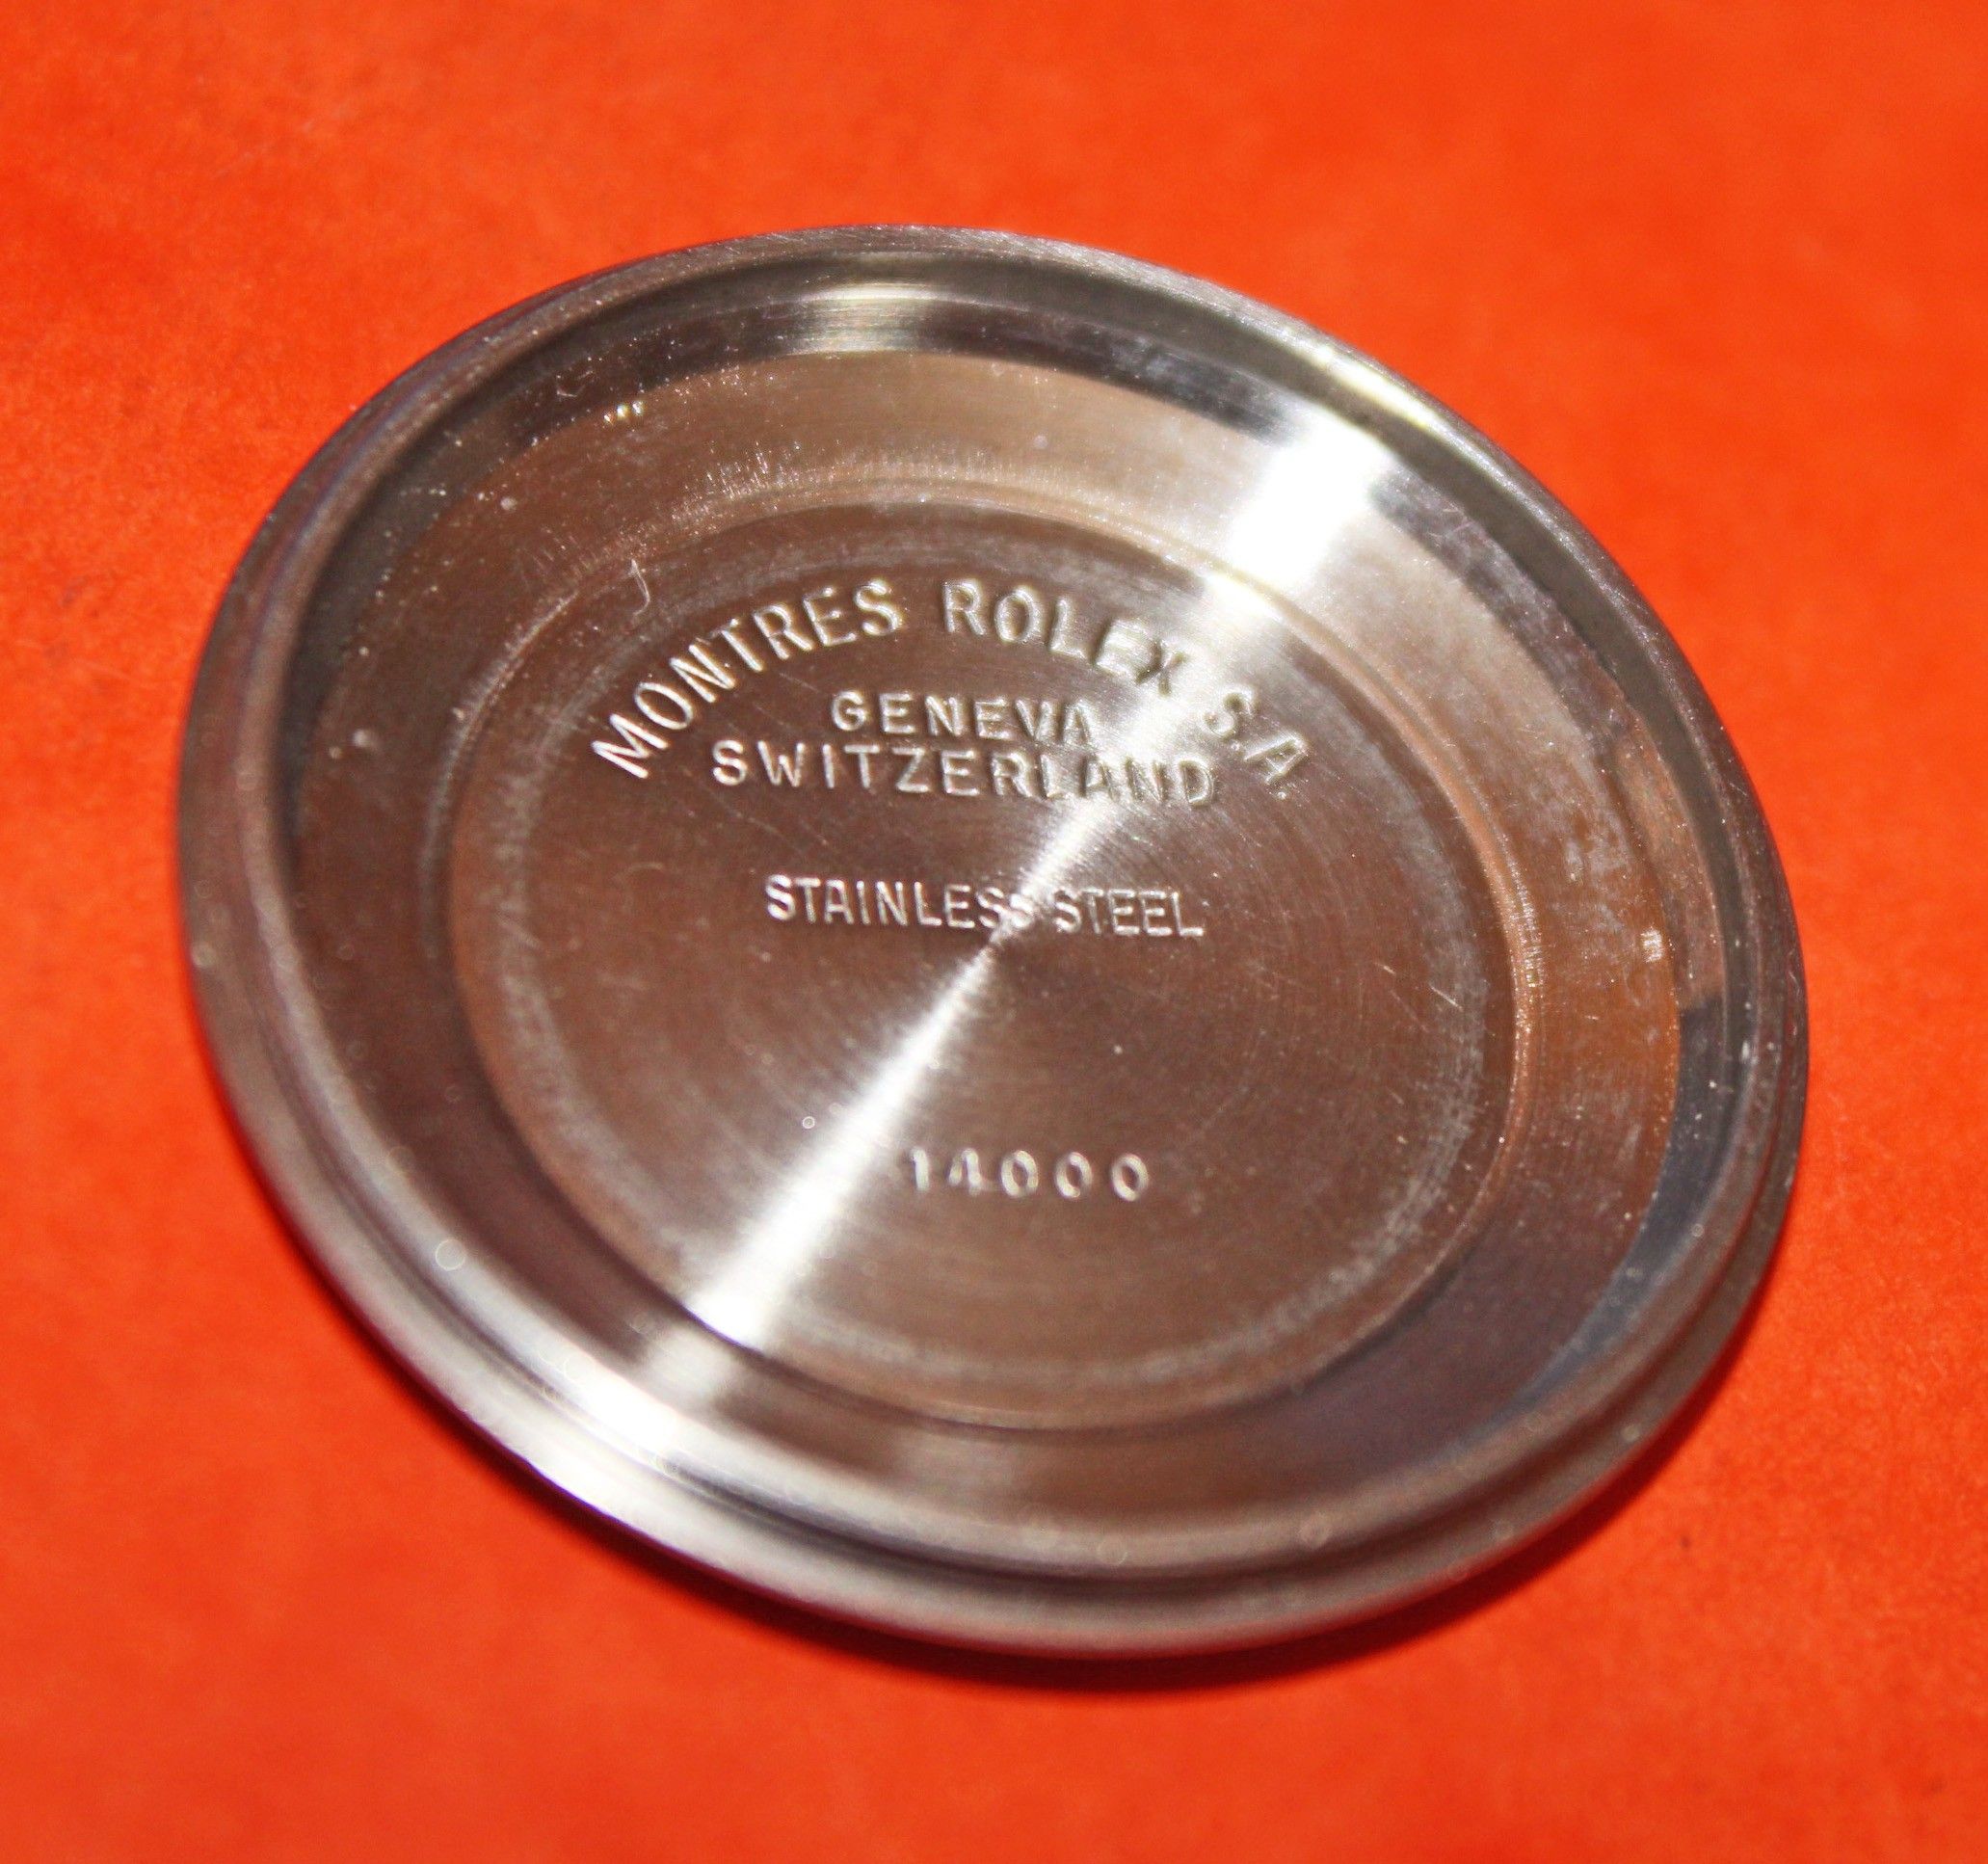 MONTRES ROLEX S.A.
GENEVA
SWITZERLAND
STAINLESS STEEL
14000